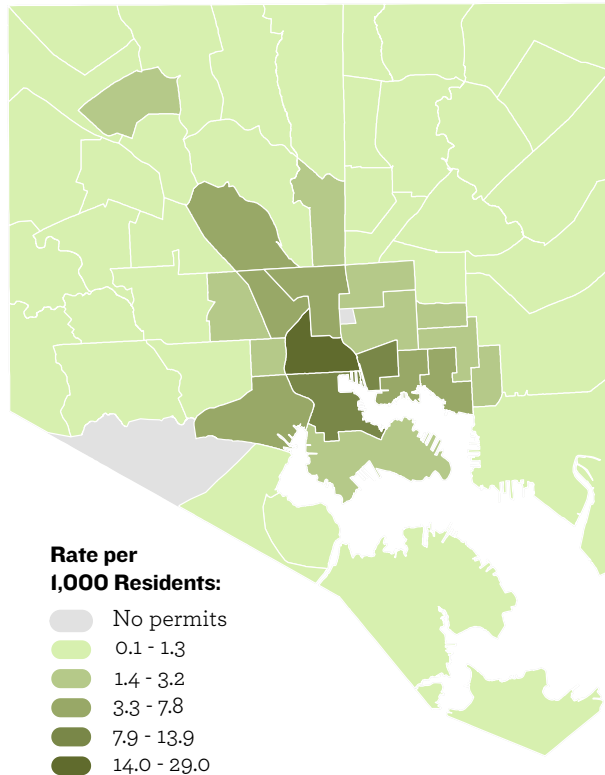 Rate per
1,000 Residents:
No permits
0.1 - 1.3
1.4 - 3.2
3.3 - 7.8
7.9 - 13.9
14.0 - 29.0